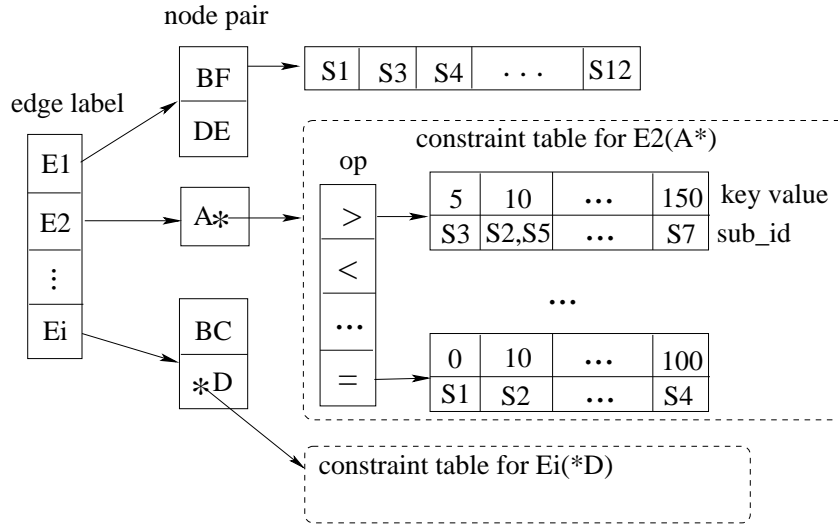 node pair
BF
S1 S3 S4 . . . S12
edge label
DE
constraint table for E2(A*)
E1
op
5 10 ... 150 key value
E2
A*
>
S3 S2,S5 ... S7 sub_id
<
⋮
...
BC
...
Ei
0 10 ... 100
*D
=
S1 S2 ... S4
constraint table for Ei(*D)